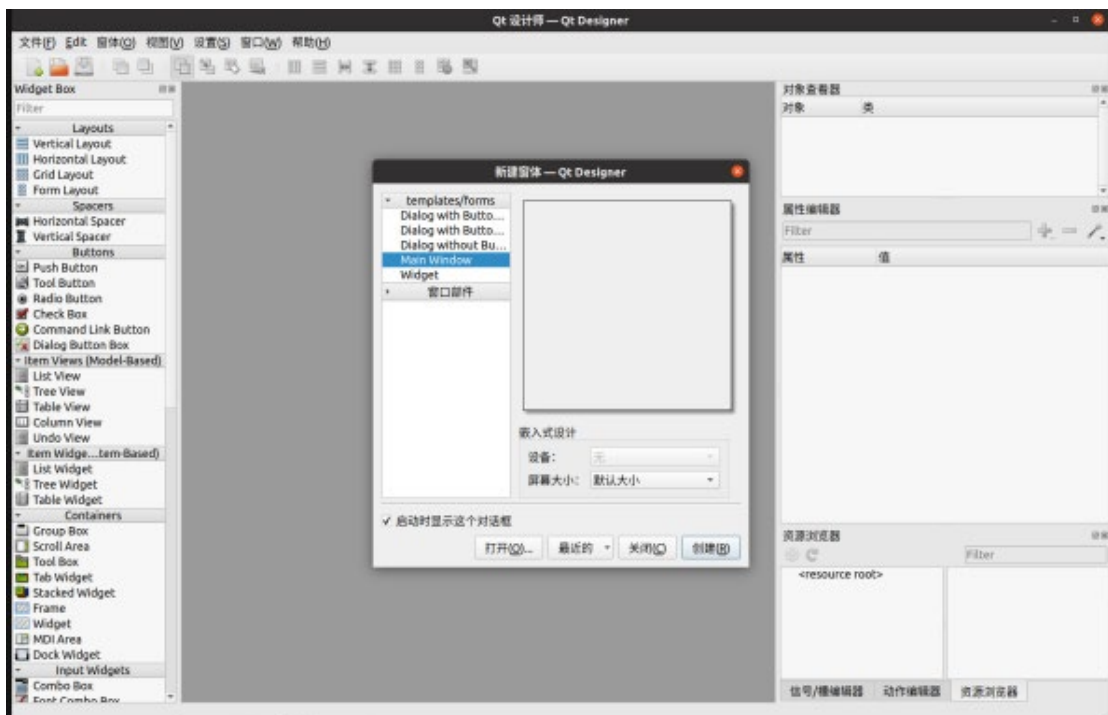 Qt 设计师 — Qt Designer
文件(F) Edit 窗体(O) 视图(V) 设置(S) 窗口(W) 帮助(H)
Widget Box
Filter
Layouts
Vertical Layout
Horizontal Layout
Grid Layout
Form Layout
Spacers
Horizontal Spacer
Vertical Spacer
Buttons
Push Button
Tool Button
Radio Button
Check Box
Command Link Button
Dialog Button Box
Item Views (Model-Based)
List View
Tree View
Table View
Column View
Undo View
Item Widge...tem-Based)
List Widget
Tree Widget
Table Widget
Containers
Group Box
Scroll Area
Tool Box
Tab Widget
Stacked Widget
Frame
Widget
MDI Area
Dock Widget
Input Widgets
Combo Box
Font Combo Box
新建窗体 — Qt Designer
templates/forms
Dialog with Butto...
Dialog with Butto...
Dialog without Bu...
Main Window
Widget
窗口部件
嵌入式设计
设备: 无
屏幕大小: 默认大小
启动时显示这个对话框
打开(O)... 最近的 关闭(C) 创建(R)
对象查看器
对象 类
属性编辑器
Filter
属性 值
资源浏览器
Filter
<resource root>
信号/槽编辑器 动作编辑器 资源浏览器